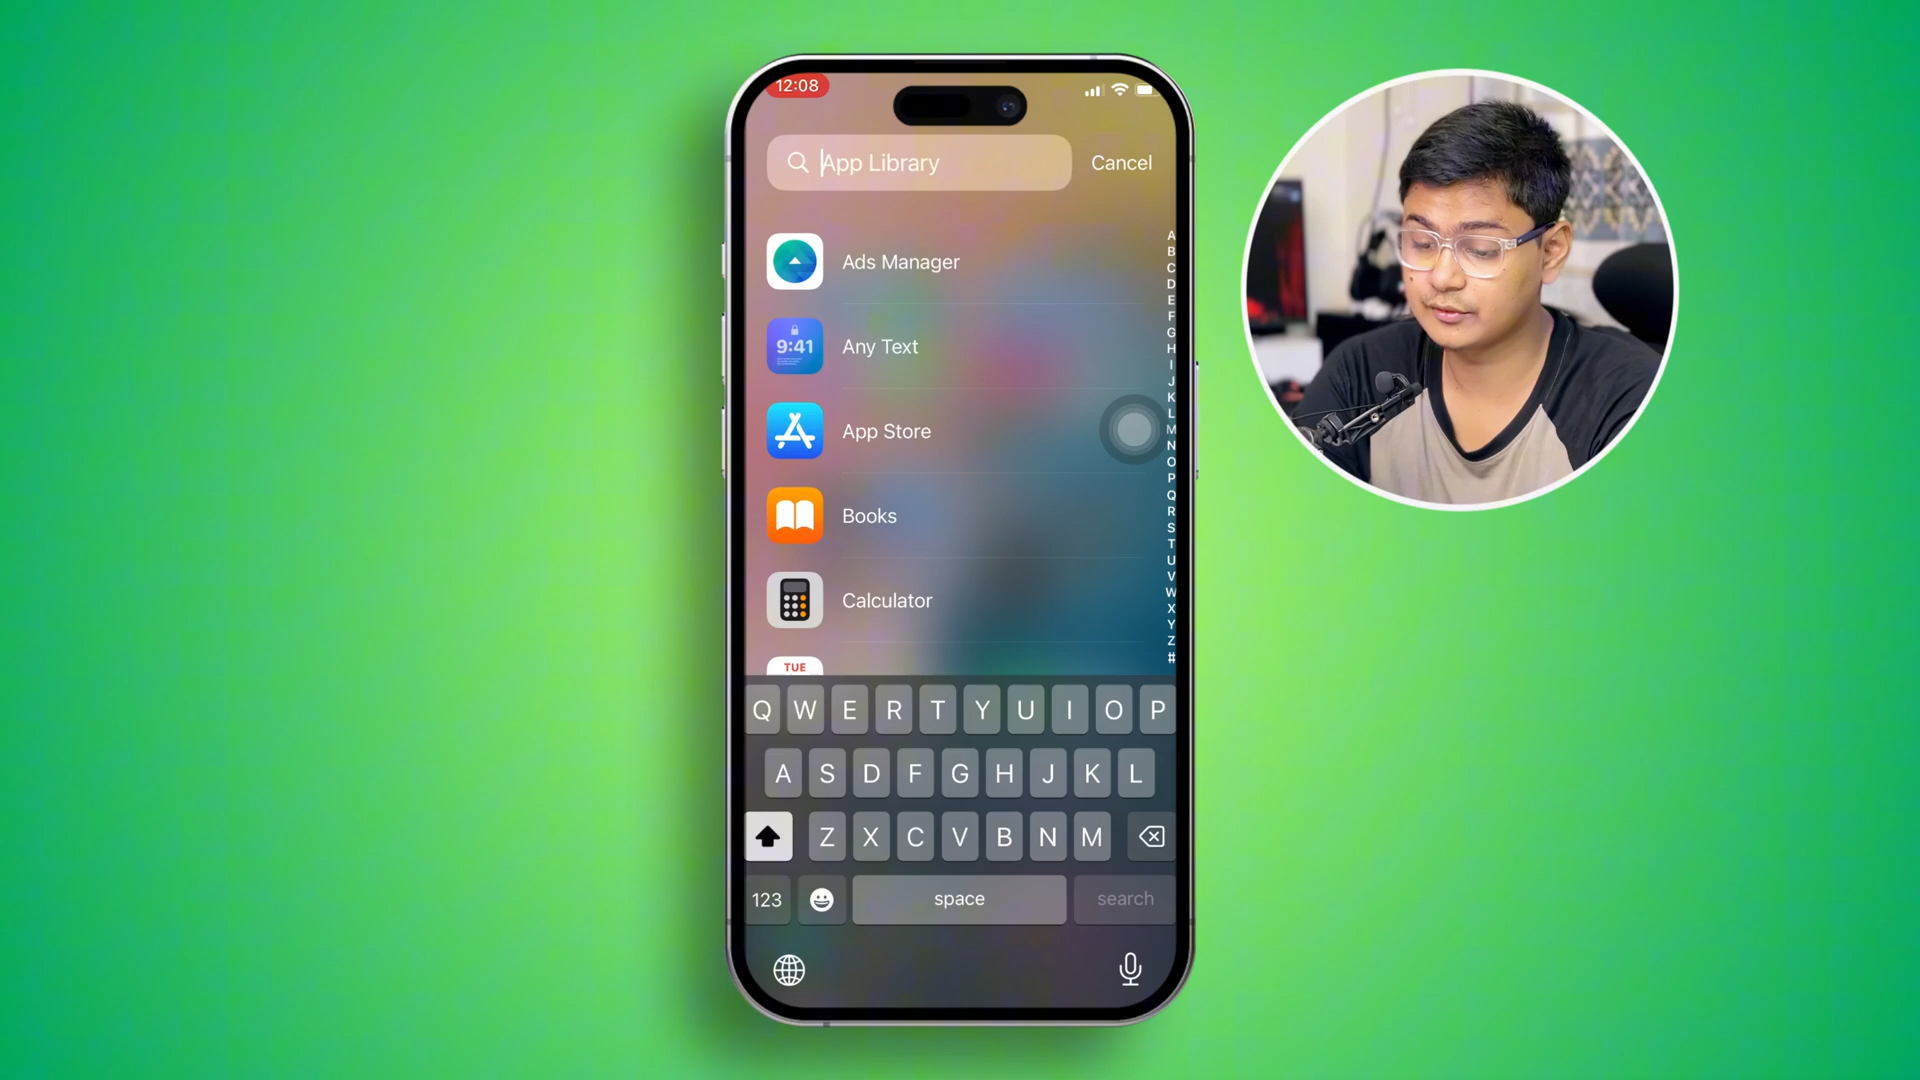 12:08
App Library
Cancel
Ads Manager
9:41
Any Text
App Store
Books
Calculator
TUE
A
B
C
D
E
F
G
H
I
J
K
L
M
N
O
P
Q
R
S
T
U
V
W
X
Y
Z
#
Q W E R T Y U I O P
A S D F G H J K L
Z X C V B N M
123 space search